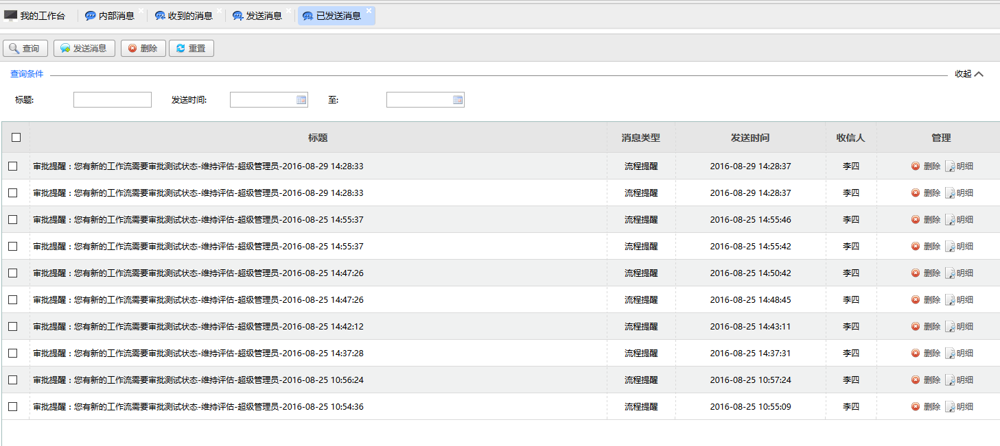 我的工作台 内部消息 收到的消息 发送消息 已发送消息
查询 发送消息 删除 重置
查询条件 收起
标题: 发送时间: 至:
标题 消息类型 发送时间 收信人 管理
审批提醒：您有新的工作流需要审批测试状态-维持评估-超级管理员-2016-08-29 14:28:33 流程提醒 2016-08-29 14:28:37 李四 删除 明细
审批提醒：您有新的工作流需要审批测试状态-维持评估-超级管理员-2016-08-29 14:28:33 流程提醒 2016-08-29 14:28:37 李四 删除 明细
审批提醒：您有新的工作流需要审批测试状态-维持评估-超级管理员-2016-08-25 14:55:37 流程提醒 2016-08-25 14:55:46 李四 删除 明细
审批提醒：您有新的工作流需要审批测试状态-维持评估-超级管理员-2016-08-25 14:55:37 流程提醒 2016-08-25 14:55:42 李四 删除 明细
审批提醒：您有新的工作流需要审批测试状态-维持评估-超级管理员-2016-08-25 14:47:26 流程提醒 2016-08-25 14:50:42 李四 删除 明细
审批提醒：您有新的工作流需要审批测试状态-维持评估-超级管理员-2016-08-25 14:47:26 流程提醒 2016-08-25 14:48:45 李四 删除 明细
审批提醒：您有新的工作流需要审批测试状态-维持评估-超级管理员-2016-08-25 14:42:12 流程提醒 2016-08-25 14:43:11 李四 删除 明细
审批提醒：您有新的工作流需要审批测试状态-维持评估-超级管理员-2016-08-25 14:37:28 流程提醒 2016-08-25 14:37:31 李四 删除 明细
审批提醒：您有新的工作流需要审批测试状态-维持评估-超级管理员-2016-08-25 10:56:24 流程提醒 2016-08-25 10:57:24 李四 删除 明细
审批提醒：您有新的工作流需要审批测试状态-维持评估-超级管理员-2016-08-25 10:54:36 流程提醒 2016-08-25 10:55:09 李四 删除 明细